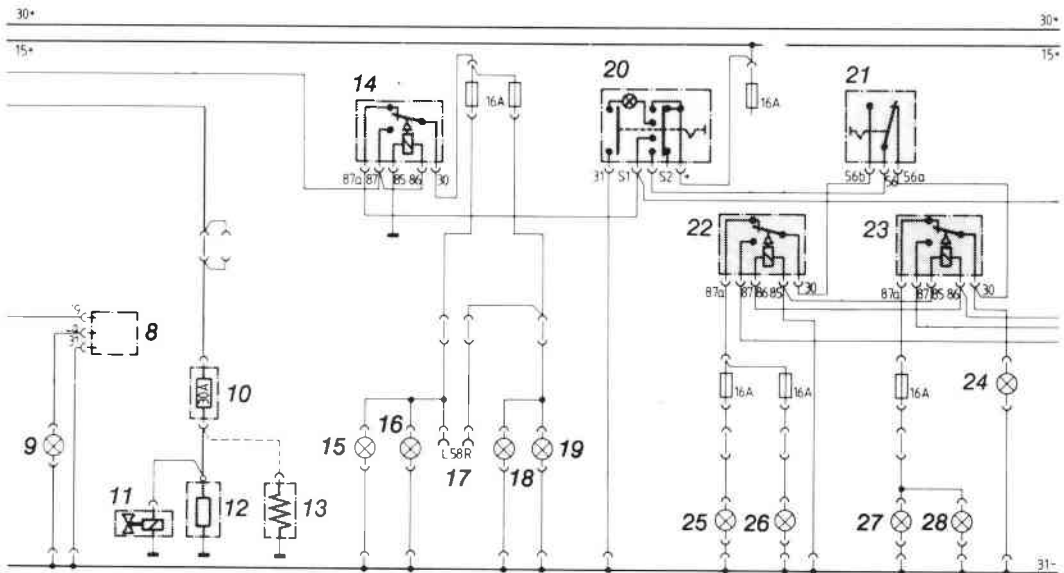 30+ 30+
15+ 15+
14 20 21
16A 16A
87a 87 85 86 30 31 S1 S2 + 56b 56 56a
22 23
87a 87 86 85 30 87a 87 85 86 30
8
31
10
30A
16A 16A 16A 24
9 15 16 L 58 R 18 19
17
11 12 13 25 26 27 28
31-